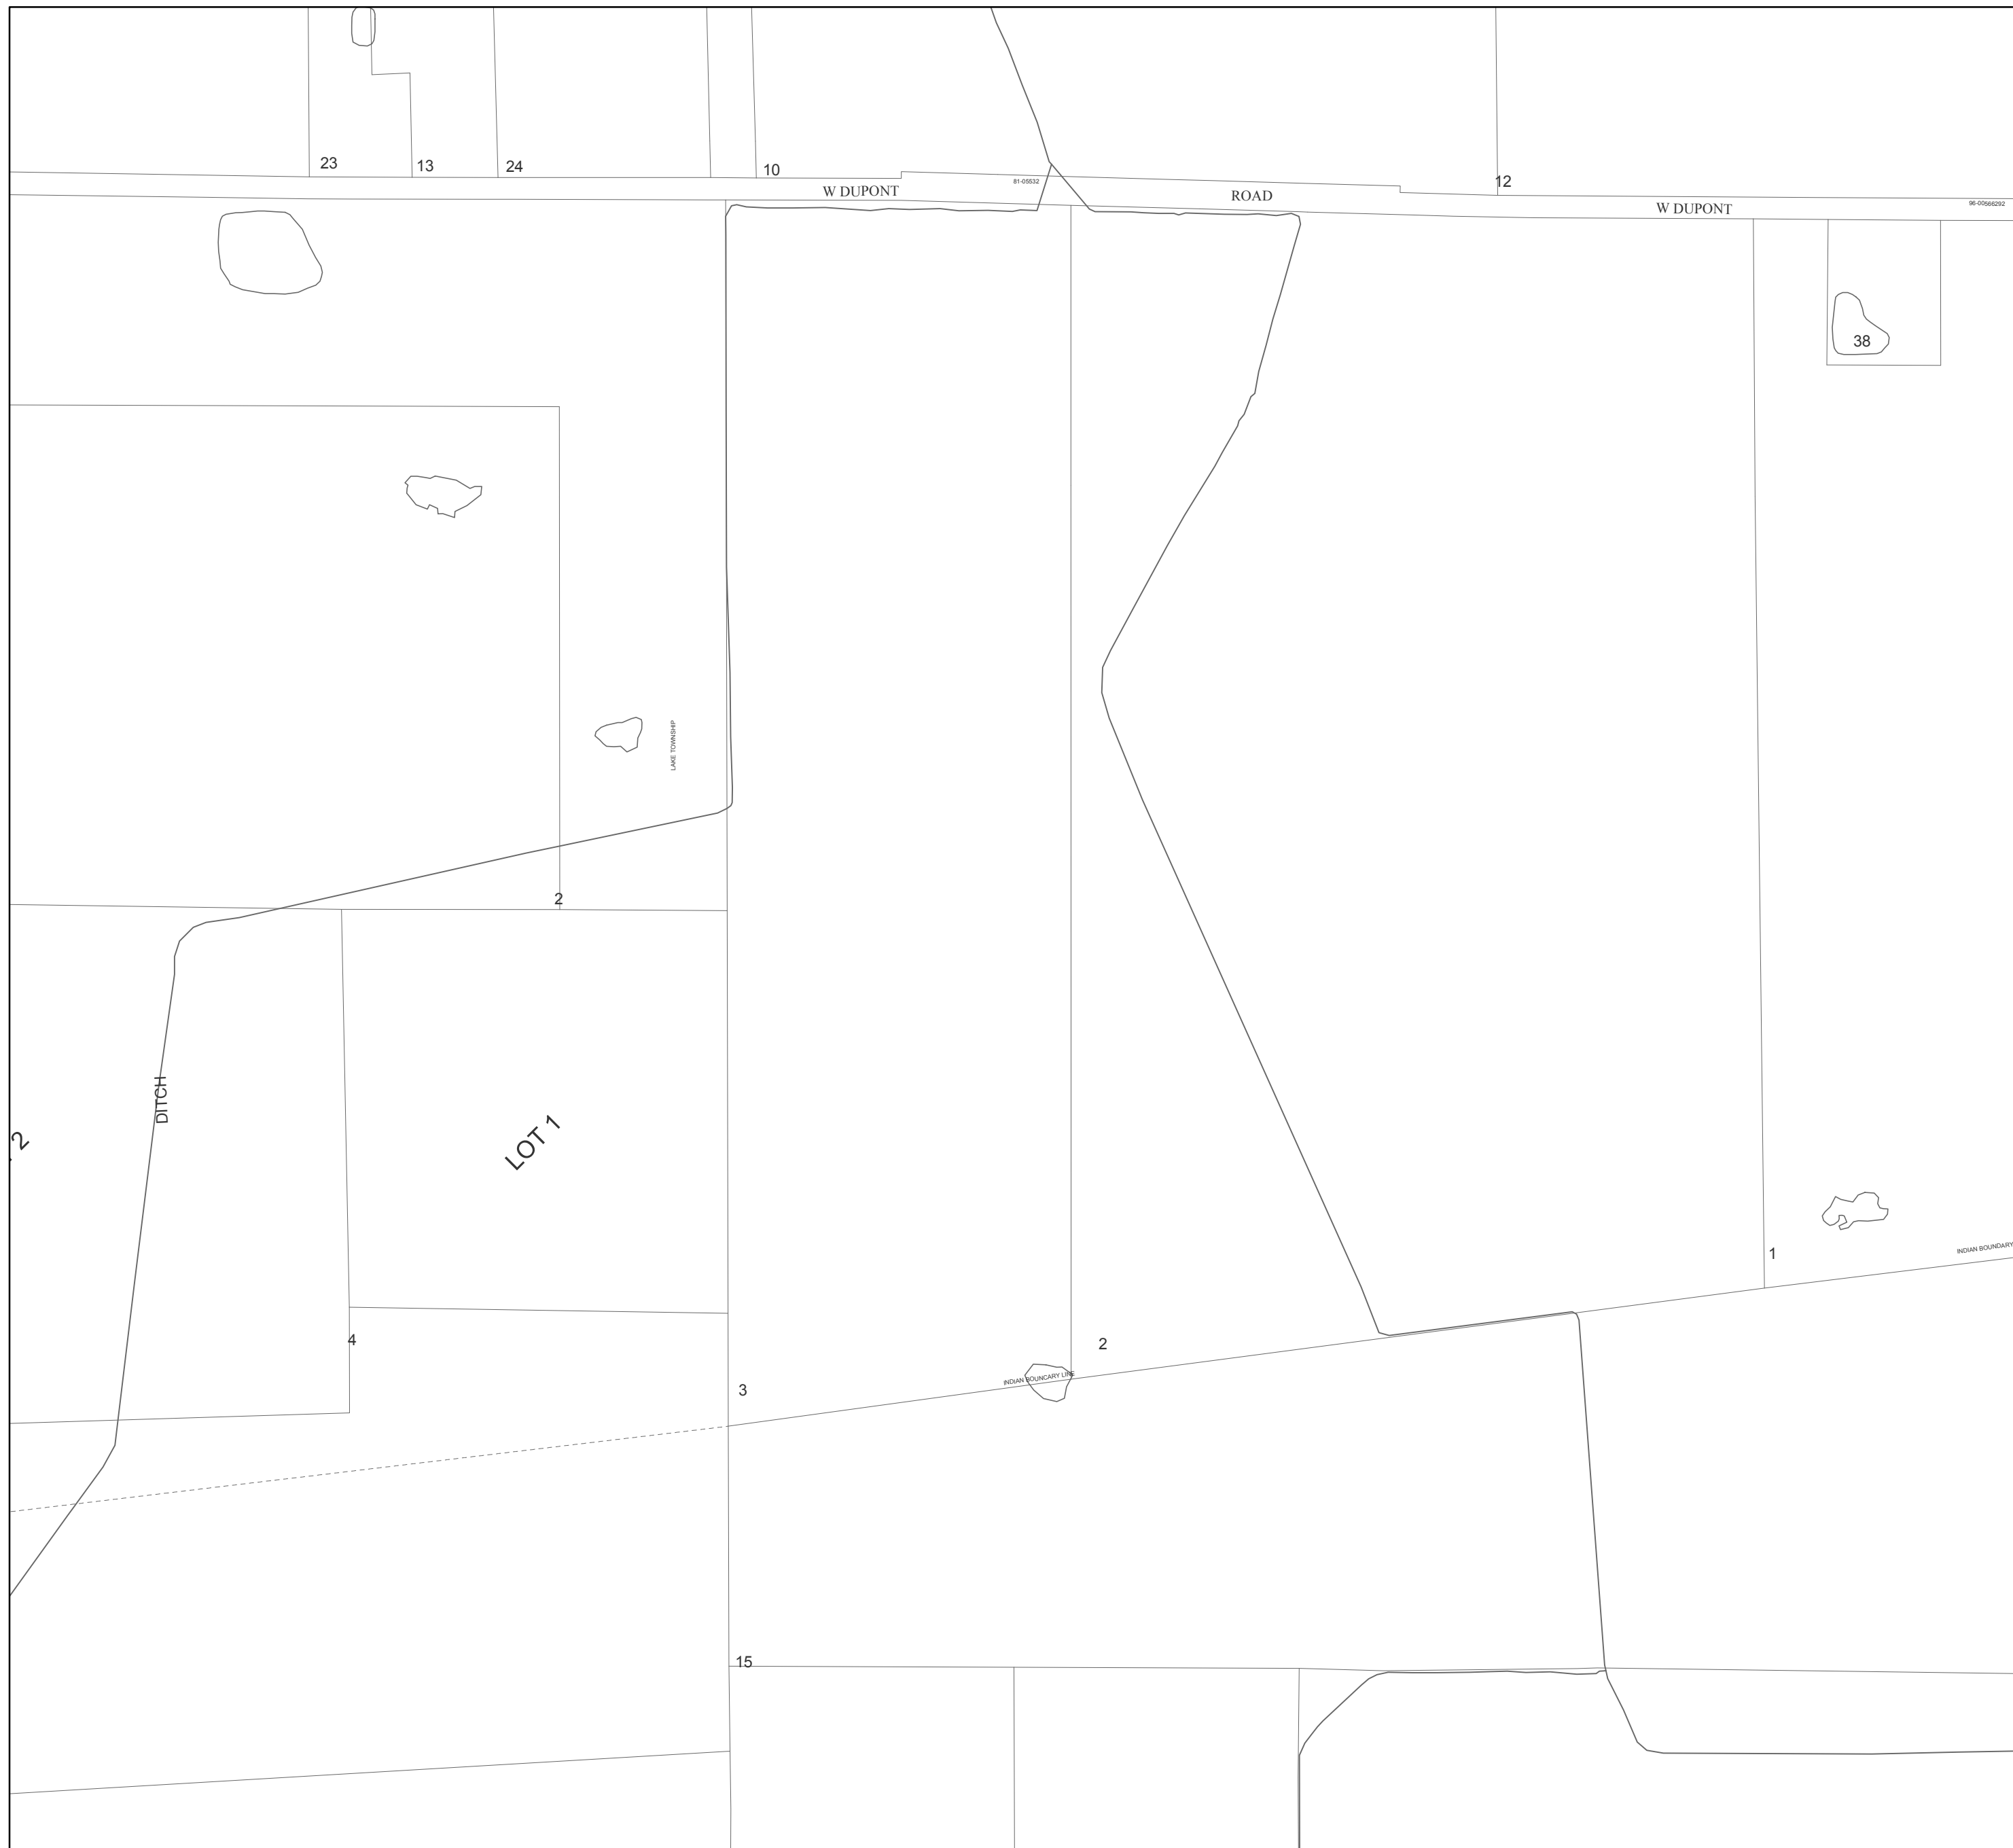 23
13
24
10
12
W DUPONT
81-05532
ROAD
W DUPONT
96-00566292
38
LAKE TOWNSHIP
2
DITCH
2
LOT 1
1
INDIAN BOUNDARY
4
2
INDIAN BOUNCARY LINE
3
15